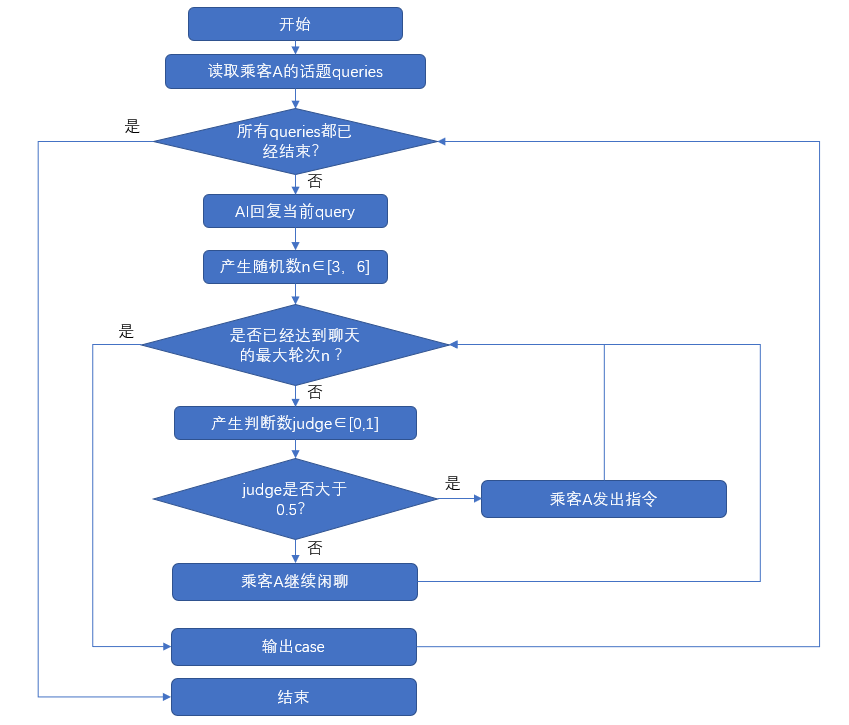 开始
读取乘客A的话题queries
是
所有queries都已
经结束？
否
AI回复当前query
产生随机数n∈[3，6]
是
是否已经达到聊天
的最大轮次n ？
否
产生判断数judge∈[0,1]
judge是否大于
0.5?
是
乘客A发出指令
否
乘客A继续闲聊
输出case
结束